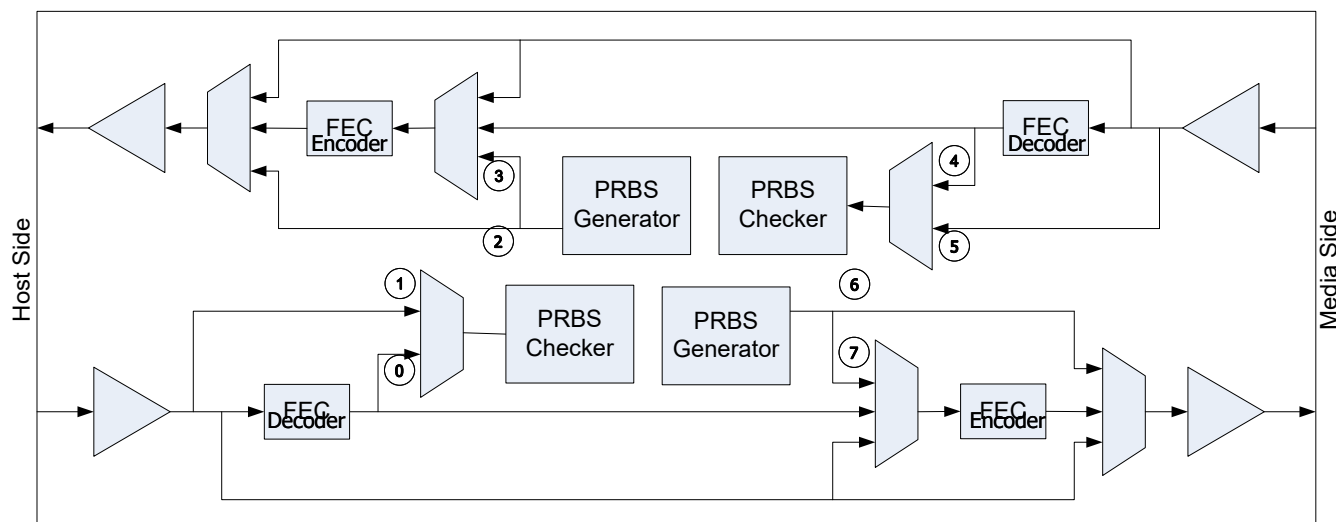 FEC
Encoder
FEC
Decoder
PRBS
Generator
PRBS
Checker
3
4
2
5
Host Side
Media Side
1
PRBS
Checker
PRBS
Generator
6
0
7
FEC
Decoder
FEC
Encoder